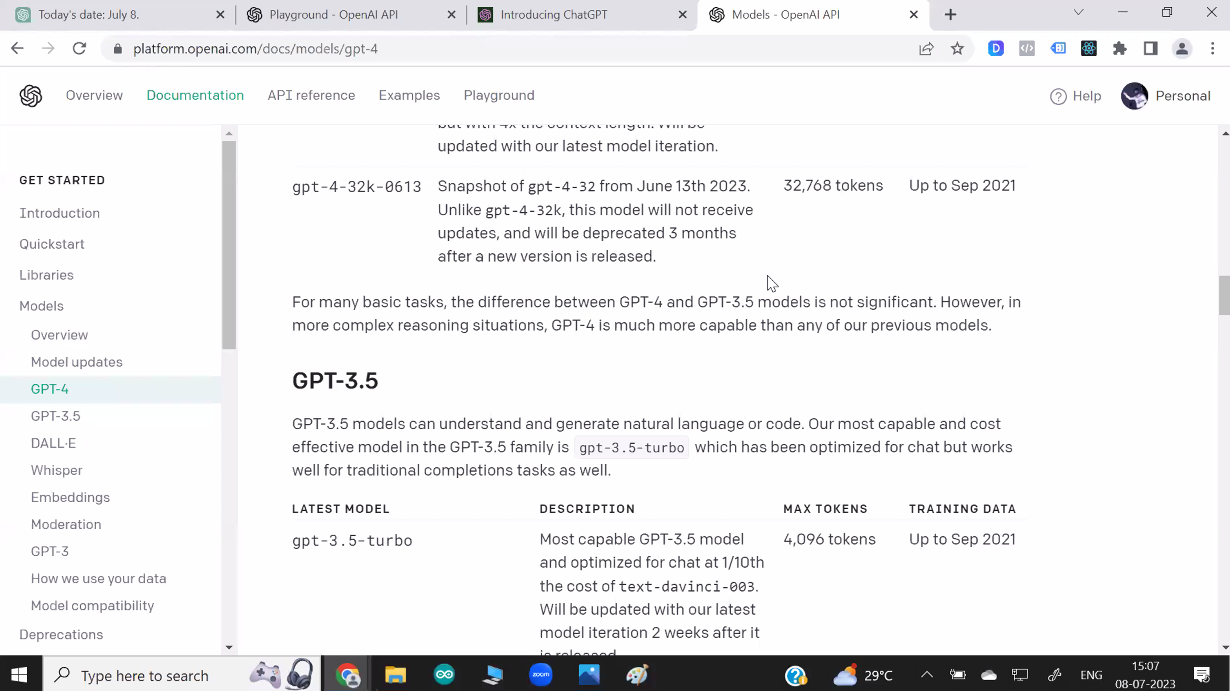 Today's date: July 8.
Playground - OpenAI API
Introducing ChatGPT
Models - OpenAI API
platform.openai.com/docs/models/gpt-4
Overview
Documentation
API reference
Examples
Playground
Help
Personal
GET STARTED
Introduction
Quickstart
Libraries
Models
Overview
Model updates
GPT-4
GPT-3.5
DALL·E
Whisper
Embeddings
Moderation
GPT-3
How we use your data
Model compatibility
Deprecations
but with 4x the context length. Will be
updated with our latest model iteration.
gpt-4-32k-0613
Snapshot of gpt-4-32 from June 13th 2023.
Unlike gpt-4-32k, this model will not receive
updates, and will be deprecated 3 months
after a new version is released.
32,768 tokens
Up to Sep 2021
For many basic tasks, the difference between GPT-4 and GPT-3.5 models is not significant. However, in
more complex reasoning situations, GPT-4 is much more capable than any of our previous models.
GPT-3.5
GPT-3.5 models can understand and generate natural language or code. Our most capable and cost
effective model in the GPT-3.5 family is gpt-3.5-turbo which has been optimized for chat but works
well for traditional completions tasks as well.
LATEST MODEL
DESCRIPTION
MAX TOKENS
TRAINING DATA
gpt-3.5-turbo
Most capable GPT-3.5 model
and optimized for chat at 1/10th
the cost of text-davinci-003.
Will be updated with our latest
model iteration 2 weeks after it
is released.
4,096 tokens
Up to Sep 2021
Type here to search
zoom
29°C
ENG
15:07
08-07-2023